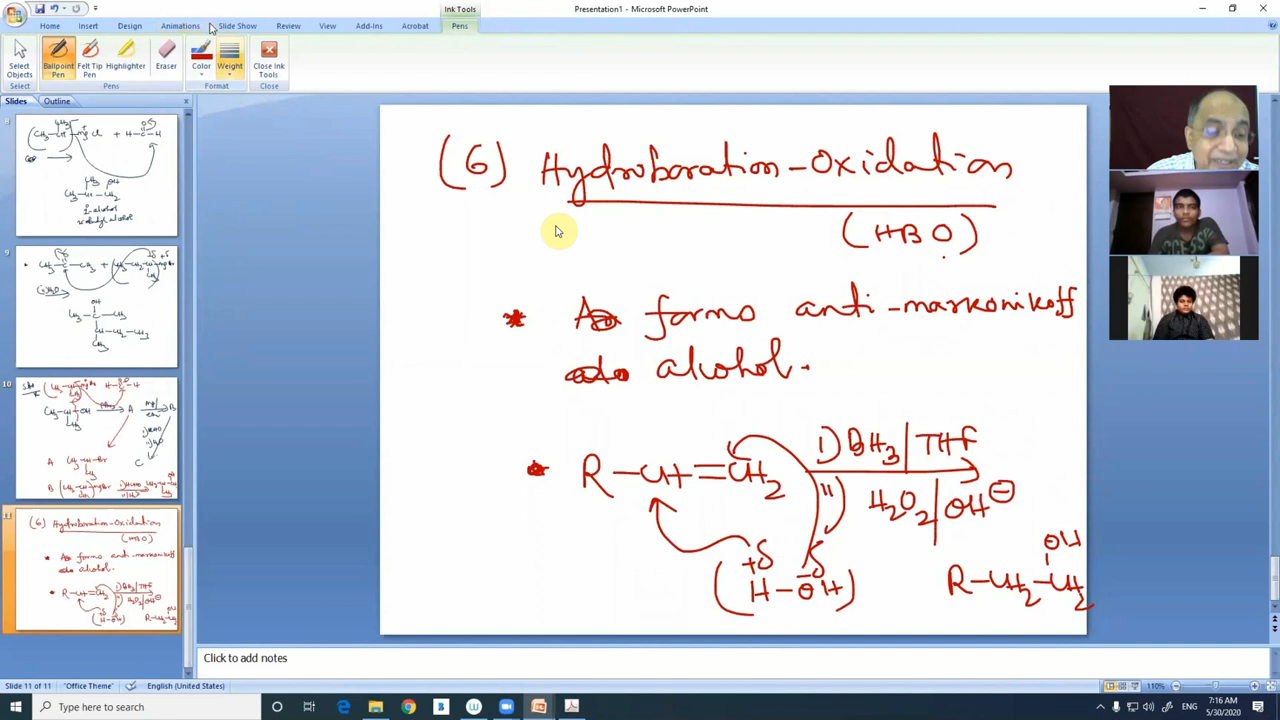 Ink Tools
Presentation1 - Microsoft PowerPoint
Home Insert Design Animations Slide Show Review View Add-Ins Acrobat Pens
Select Objects
Ballpoint Pen
Felt Tip Pen
Highlighter
Eraser
Color
Weight
Close Ink Tools
Select Pens Format Close
Slides Outline
9
10
11
(6) Hydroboration-Oxidation
(HBO)
* forms anti-markonikoff
alcohol.
R-CH=CH2 i) BH3/THF
ii) H2O2/OH⊖
+δ -δ
(H-OH)
OH
R-CH2-CH2
Click to add notes
Slide 11 of 11 "Office Theme" English (United States) 110%
Type here to search
ENG
7:16 AM
5/30/2020